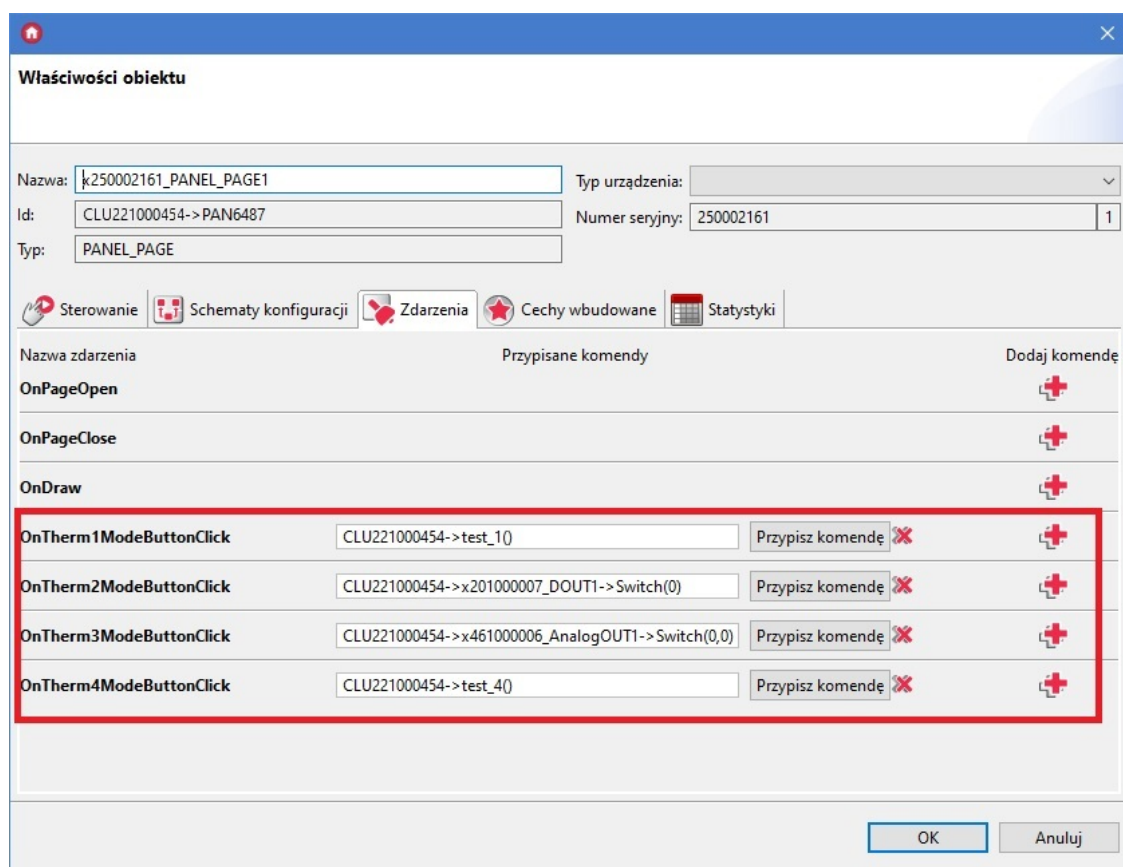 Właściwości obiektu
Nazwa: x250002161_PANEL_PAGE1 Typ urządzenia:
Id: CLU221000454->PAN6487 Numer seryjny: 250002161 1
Typ: PANEL_PAGE
Sterowanie Schematy konfiguracji Zdarzenia Cechy wbudowane Statystyki
Nazwa zdarzenia Przypisane komendy Dodaj komendę
OnPageOpen
OnPageClose
OnDraw
OnTherm1ModeButtonClick CLU221000454->test_1() Przypisz komendę
OnTherm2ModeButtonClick CLU221000454->x201000007_DOUT1->Switch(0) Przypisz komendę
OnTherm3ModeButtonClick CLU221000454->x461000006_AnalogOUT1->Switch(0,0) Przypisz komendę
OnTherm4ModeButtonClick CLU221000454->test_4() Przypisz komendę
OK Anuluj